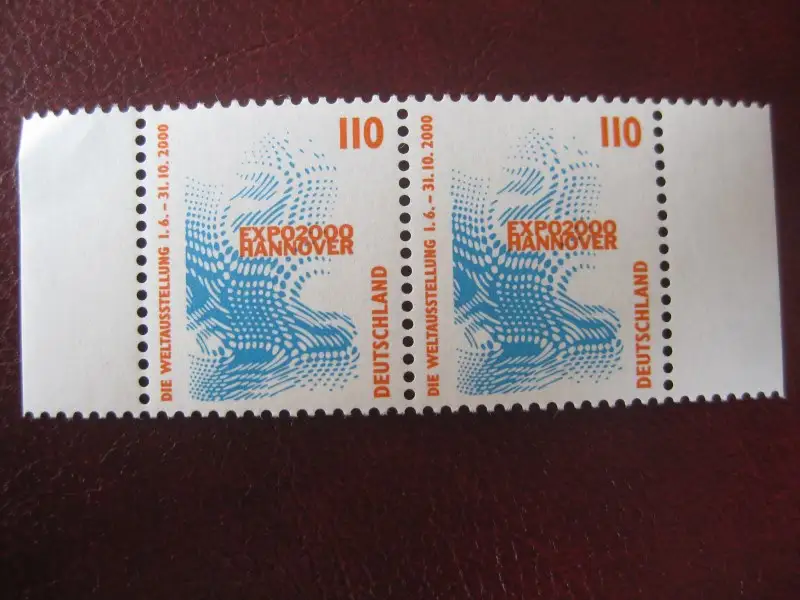 DIE WELTAUSSTELLUNG 1.6. – 31.10.2000
110
EXPO2000
HANNOVER
DEUTSCHLAND
DIE WELTAUSSTELLUNG 1.6. – 31.10.2000
110
EXPO2000
HANNOVER
DEUTSCHLAND